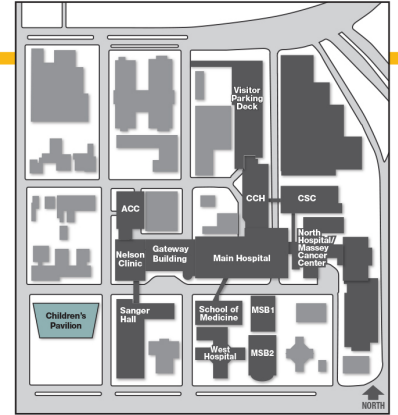 Visitor
Parking
Deck
CCH
CSC
ACC
North
Hospital/
Massey
Cancer
Center
Nelson
Clinic
Gateway
Building
Main Hospital
Children's
Pavilion
Sanger
Hall
School of
Medicine
MSB1
West
Hospital
MSB2
NORTH